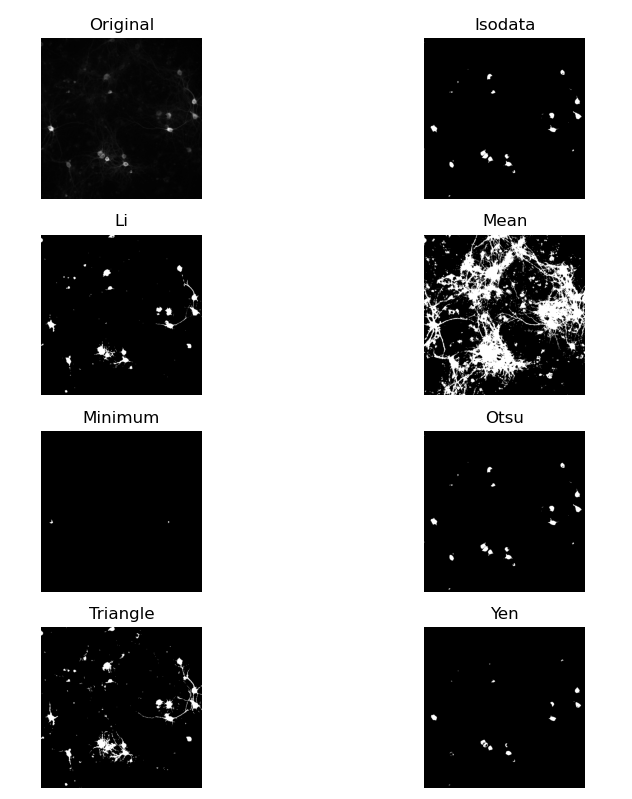 Original
Isodata
Li
Mean
Minimum
Otsu
Triangle
Yen